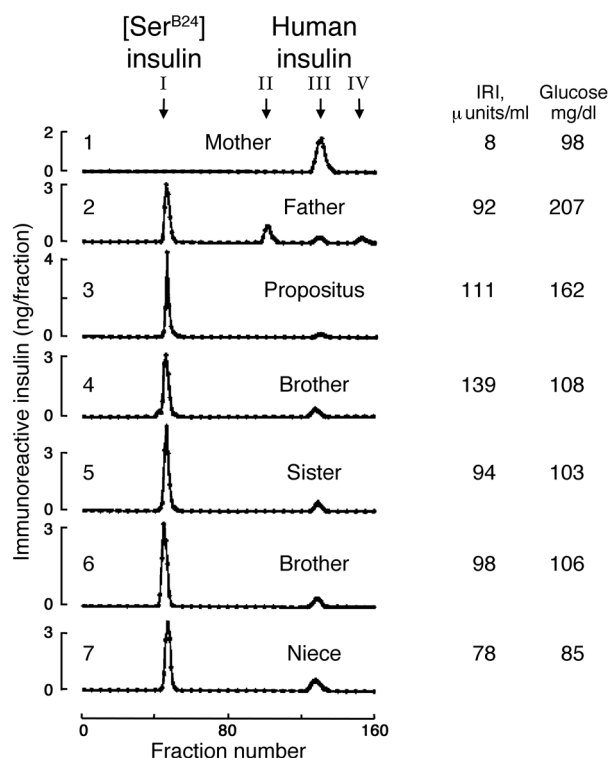 [Ser^B24] Human
insulin insulin
I II III IV
IRI, Glucose
μ units/ml mg/dl
Immunoreactive insulin (ng/fraction)
2 1 Mother 8 98
0
3 2 Father 92 207
0
4 3 Propositus 111 162
0
3 4 Brother 139 108
0
3 5 Sister 94 103
0
3 6 Brother 98 106
0
3 7 Niece 78 85
0
0 80 160
Fraction number